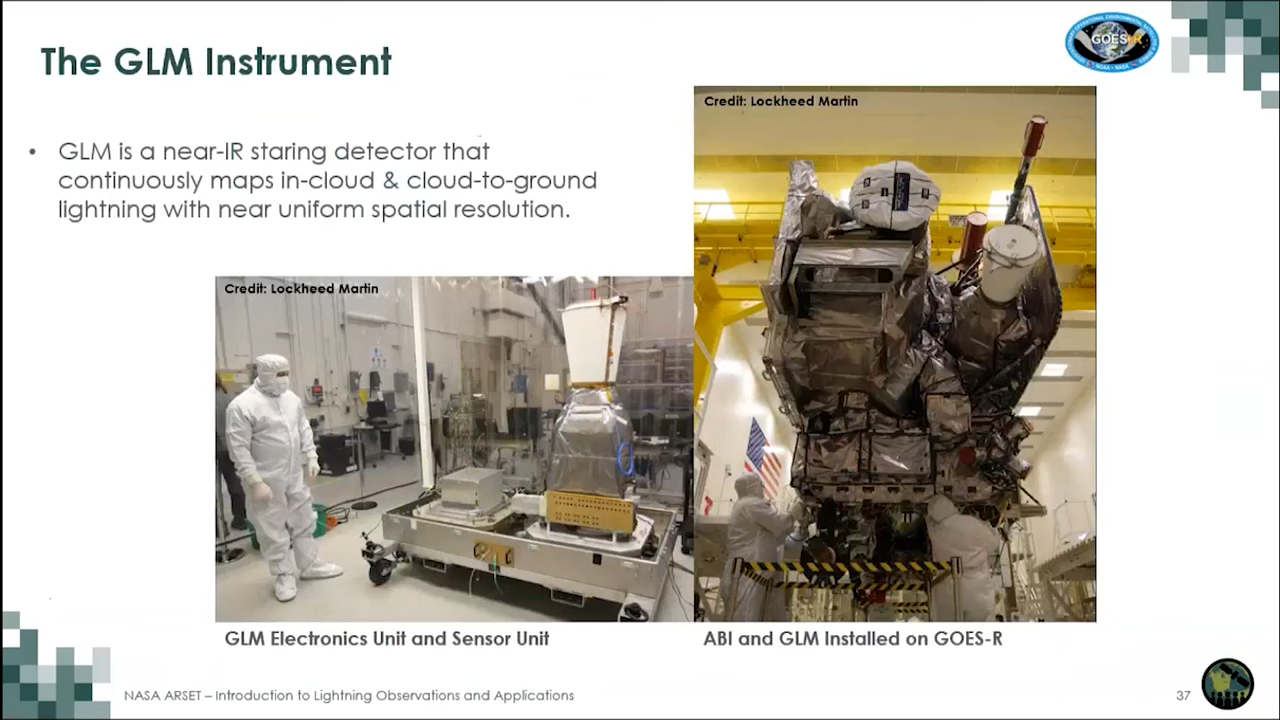 The GLM Instrument
GOES-R
NOAA • NASA
• GLM is a near-IR staring detector that
continuously maps in-cloud & cloud-to-ground
lightning with near uniform spatial resolution.
Credit: Lockheed Martin
Credit: Lockheed Martin
GLM Electronics Unit and Sensor Unit
ABI and GLM Installed on GOES-R
NASA ARSET – Introduction to Lightning Observations and Applications
37